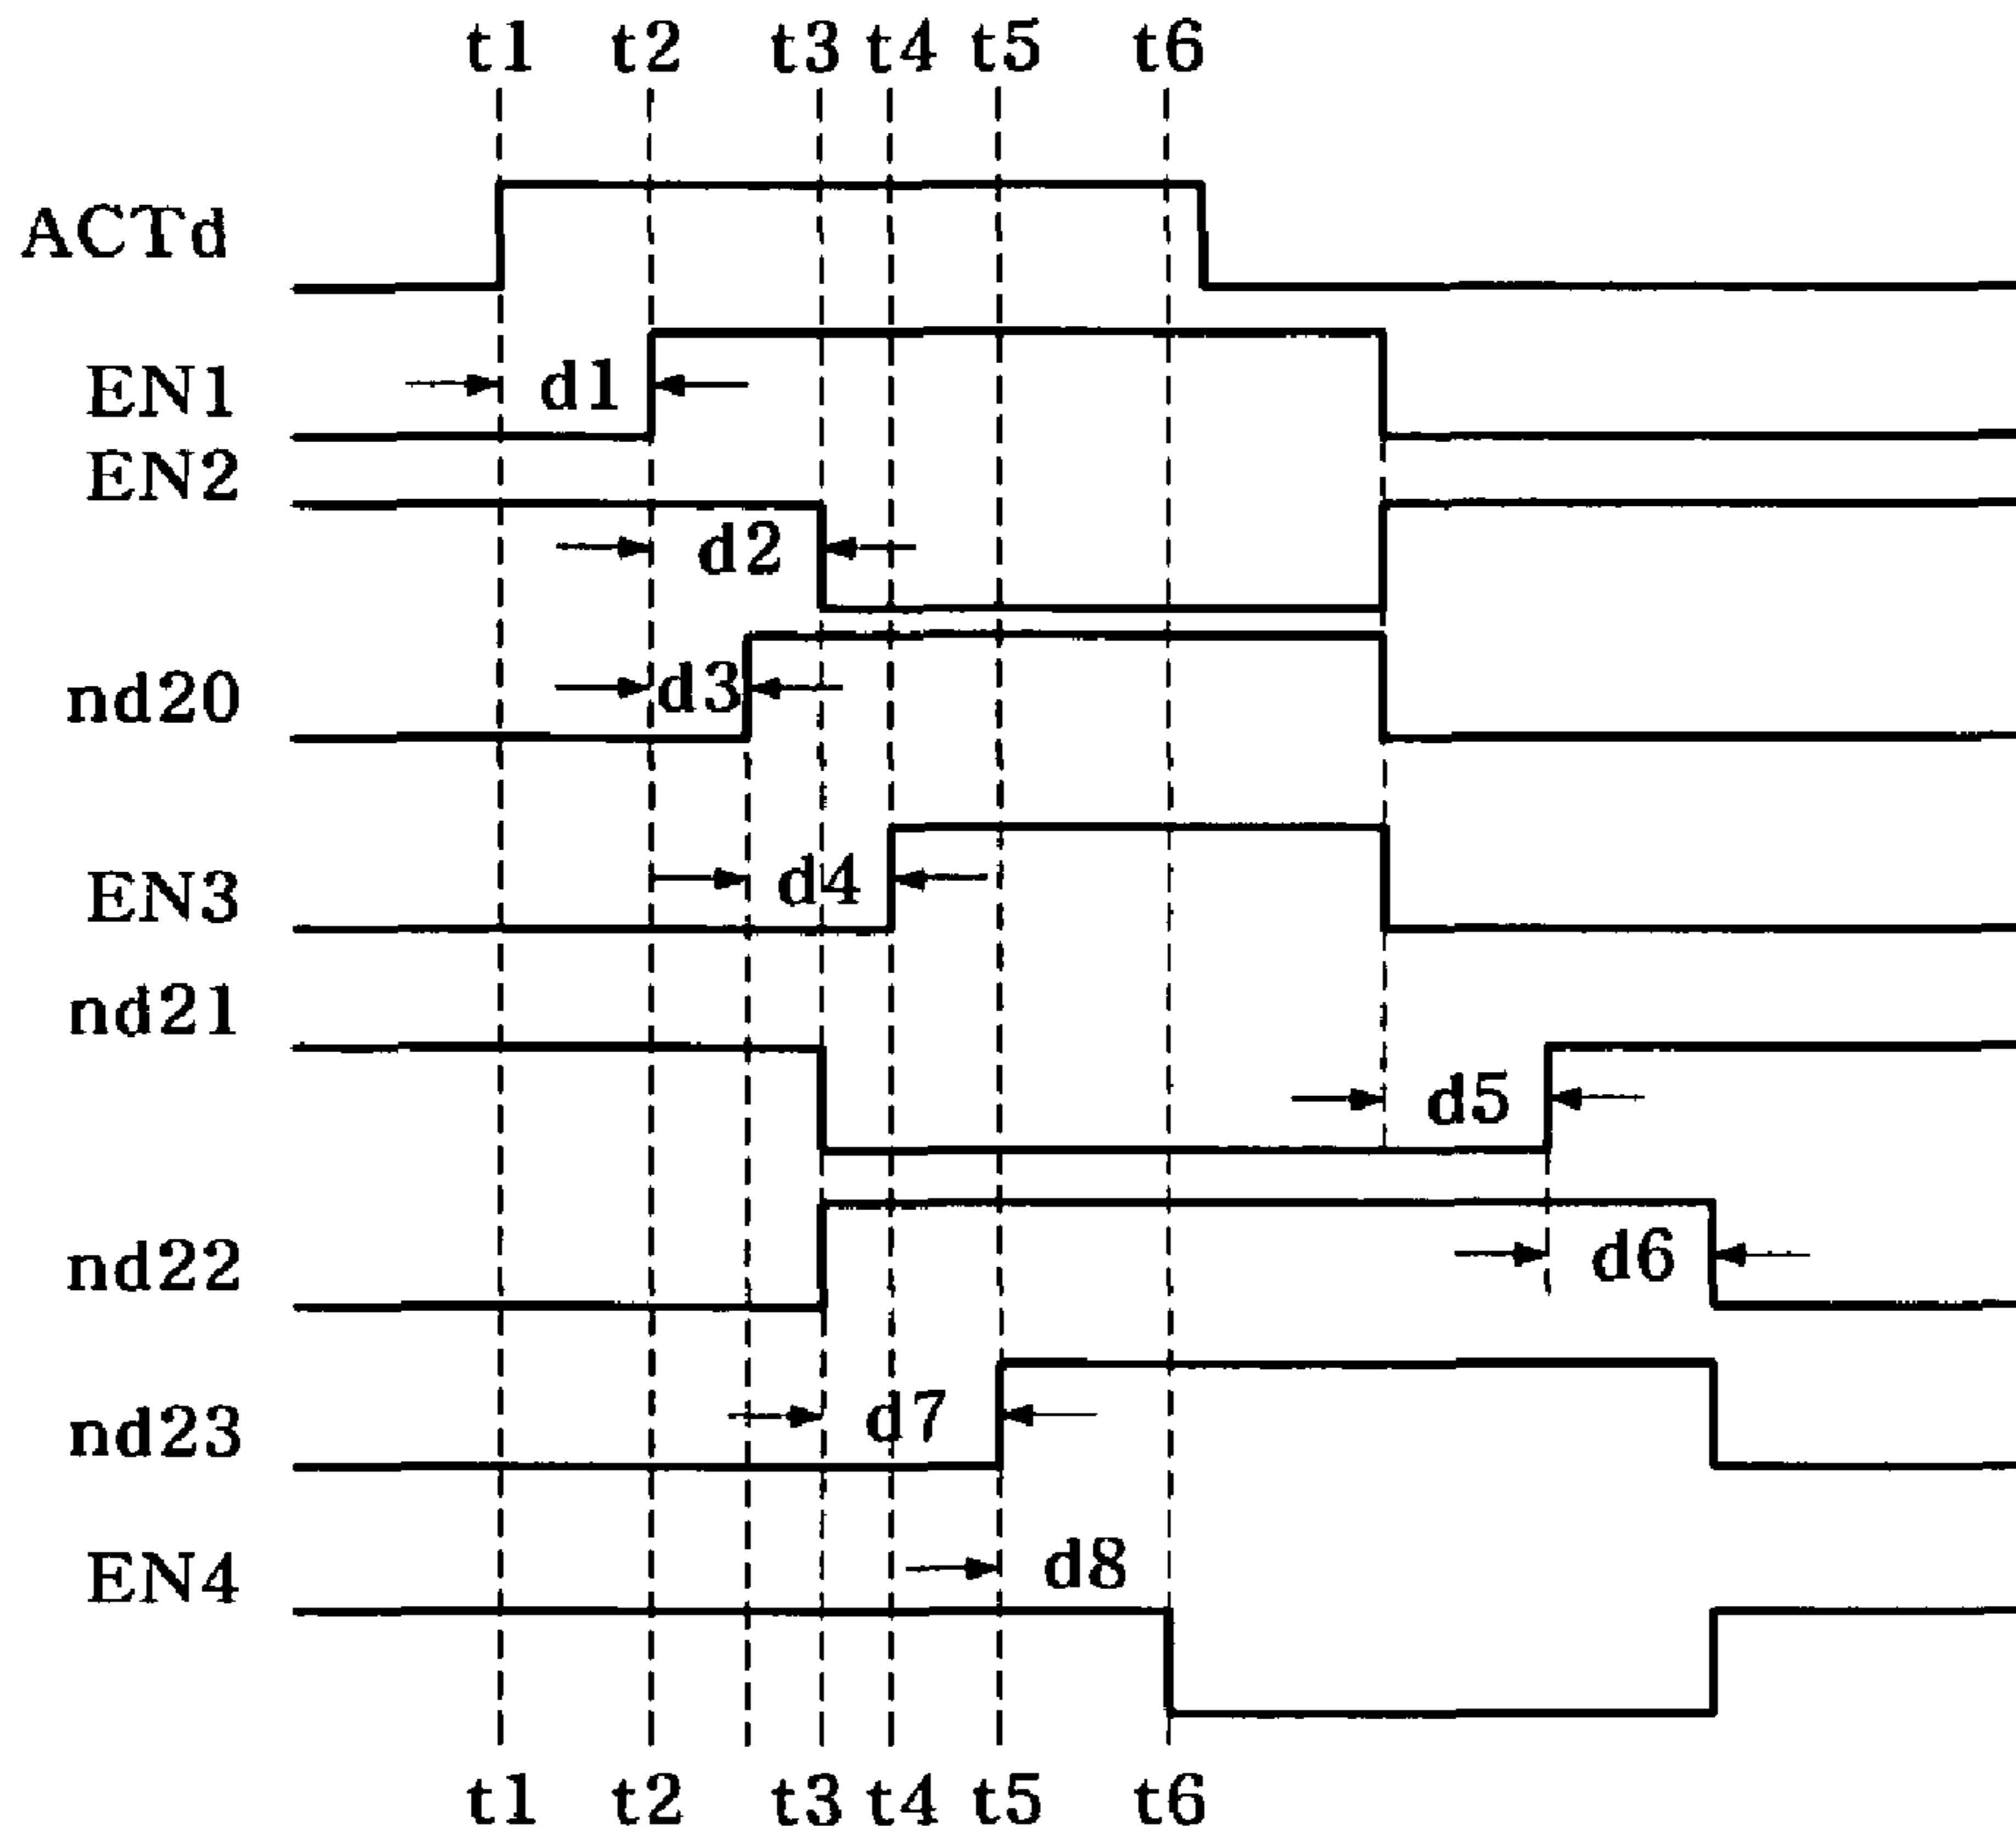 t1 t2 t3 t4 t5 t6
ACTd
EN1 d1
EN2
d2
nd20 d3
EN3 d4
nd21
d5
nd22 d6
nd23 d7
EN4 d8
t1 t2 t3 t4 t5 t6